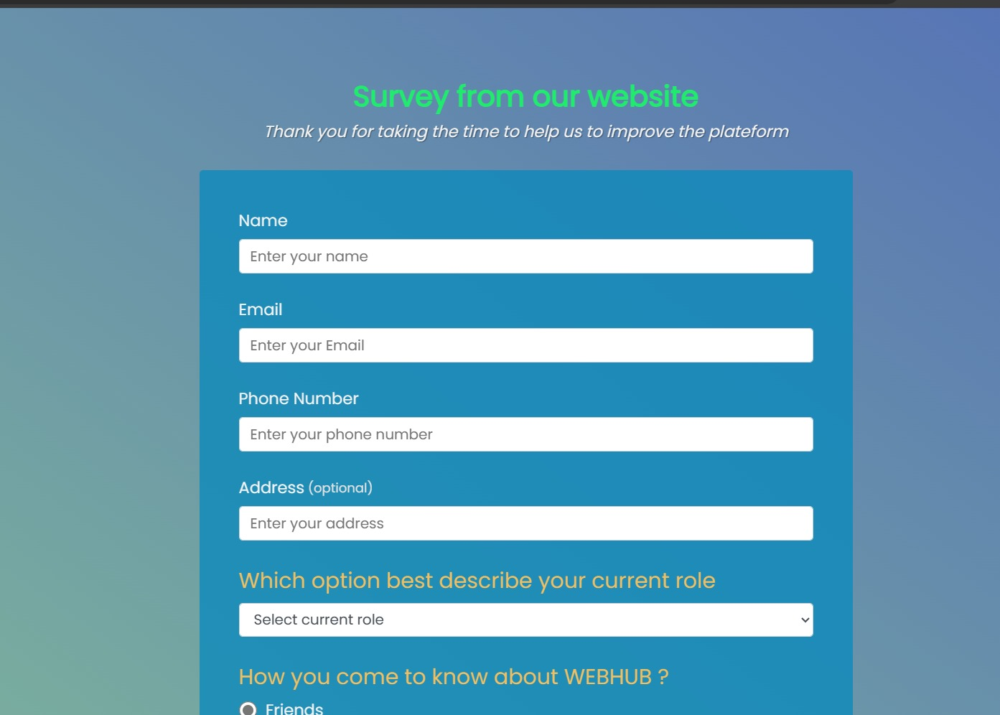 Survey from our website
Thank you for taking the time to help us to improve the plateform
Name
Enter your name
Email
Enter your Email
Phone Number
Enter your phone number
Address (optional)
Enter your address
Which option best describe your current role
Select current role
How you come to know about WEBHUB ?
Friends